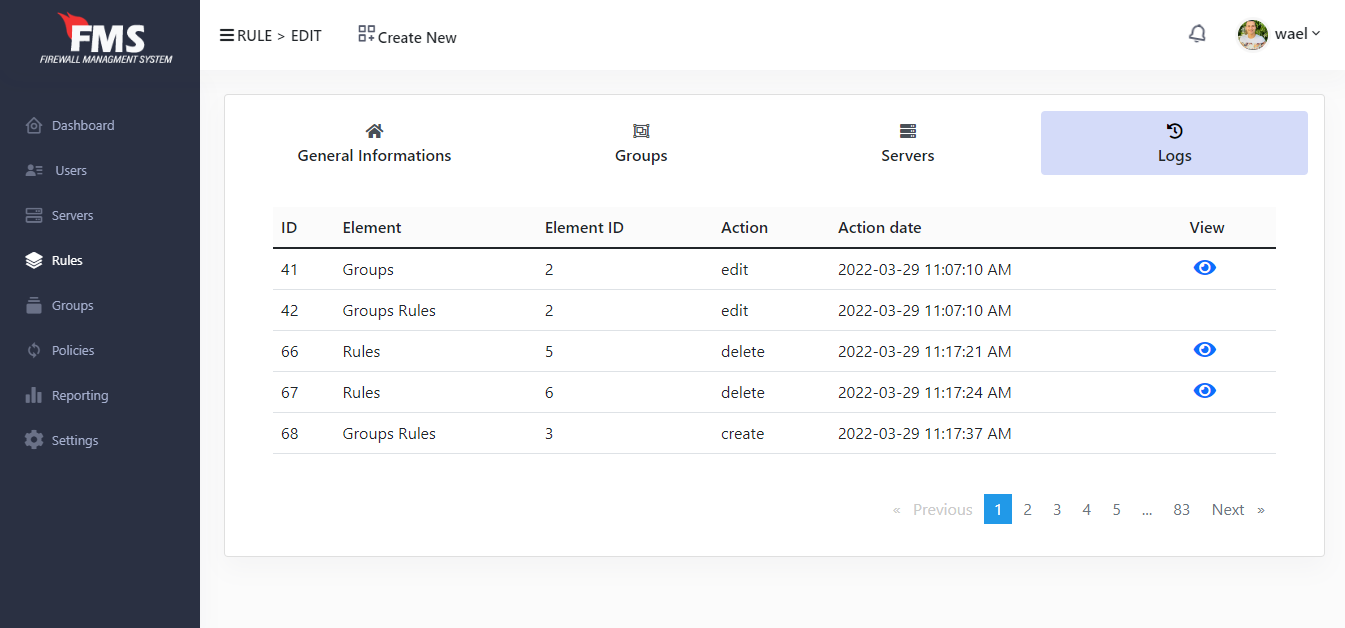 FMS
FIREWALL MANAGMENT SYSTEM
RULE > EDIT
Create New
wael
Dashboard
Users
Servers
Rules
Groups
Policies
Reporting
Settings
General Informations
Groups
Servers
Logs
ID Element Element ID Action Action date View
41 Groups 2 edit 2022-03-29 11:07:10 AM
42 Groups Rules 2 edit 2022-03-29 11:07:10 AM
66 Rules 5 delete 2022-03-29 11:17:21 AM
67 Rules 6 delete 2022-03-29 11:17:24 AM
68 Groups Rules 3 create 2022-03-29 11:17:37 AM
« Previous 1 2 3 4 5 ... 83 Next »